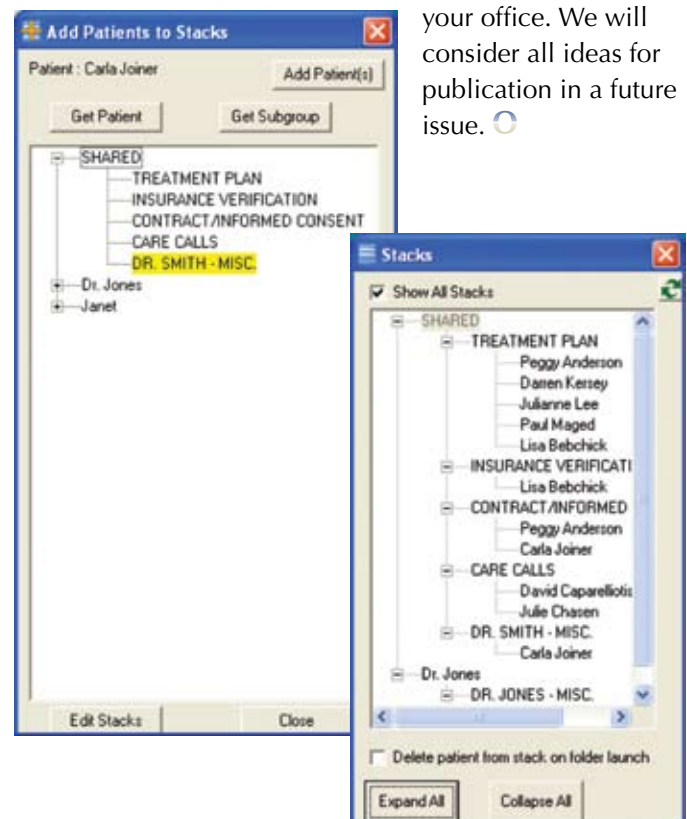 your office. We will
consider all ideas for
publication in a future
issue.
Add Patients to Stacks
Patient : Carla Joiner
Add Patient(s)
Get Patient
Get Subgroup
SHARED
TREATMENT PLAN
INSURANCE VERIFICATION
CONTRACT/INFORMED CONSENT
CARE CALLS
DR. SMITH - MISC.
Dr. Jones
Janet
Edit Stacks
Close
Stacks
Show All Stacks
SHARED
TREATMENT PLAN
Peggy Anderson
Darren Kersey
Julianne Lee
Paul Maged
Lisa Bebchick
INSURANCE VERIFICATI
Lisa Bebchick
CONTRACT/INFORMED
Peggy Anderson
Carla Joiner
CARE CALLS
David Caparelliotis
Julie Chasen
DR. SMITH - MISC.
Carla Joiner
Dr. Jones
DR. JONES - MISC.
Delete patient from stack on folder launch
Expand All
Collapse All